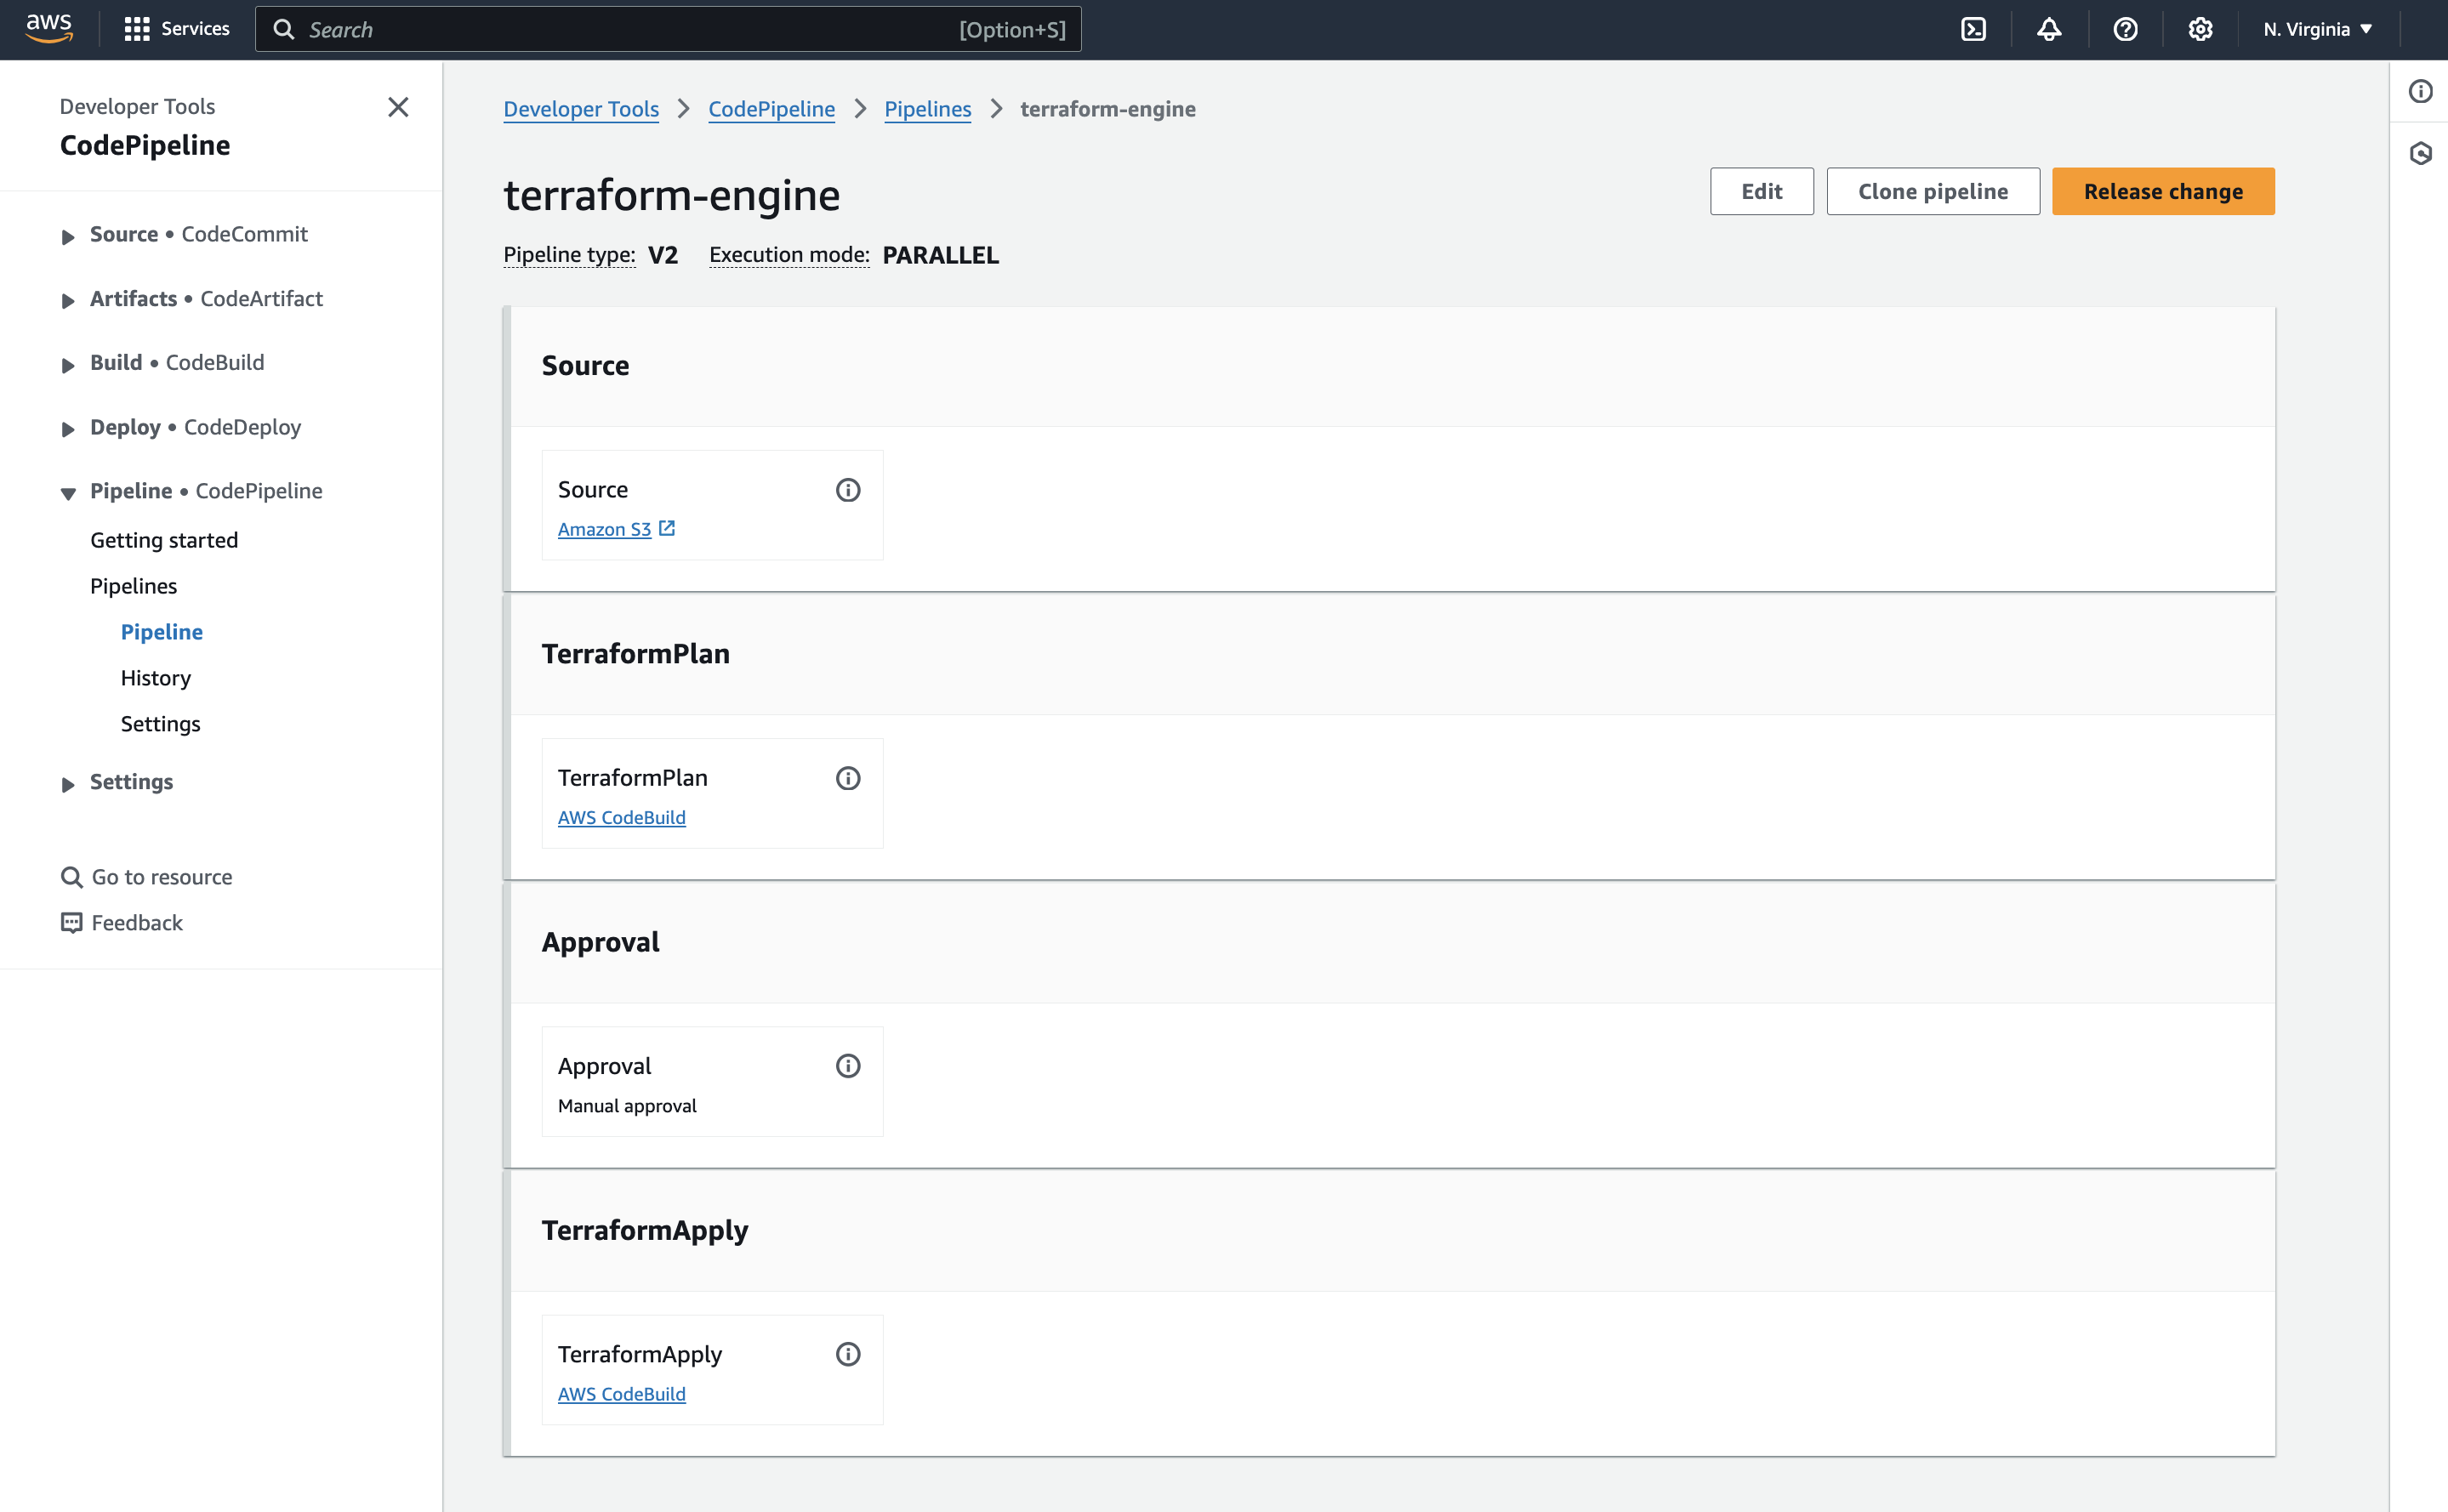 aws
Services
Search
[Option+S]
N. Virginia
Developer Tools
CodePipeline
Source • CodeCommit
Artifacts • CodeArtifact
Build • CodeBuild
Deploy • CodeDeploy
Pipeline • CodePipeline
Getting started
Pipelines
Pipeline
History
Settings
Settings
Go to resource
Feedback
Developer Tools > CodePipeline > Pipelines > terraform-engine
terraform-engine
Edit
Clone pipeline
Release change
Pipeline type: V2 Execution mode: PARALLEL
Source
Source
Amazon S3
TerraformPlan
TerraformPlan
AWS CodeBuild
Approval
Approval
Manual approval
TerraformApply
TerraformApply
AWS CodeBuild